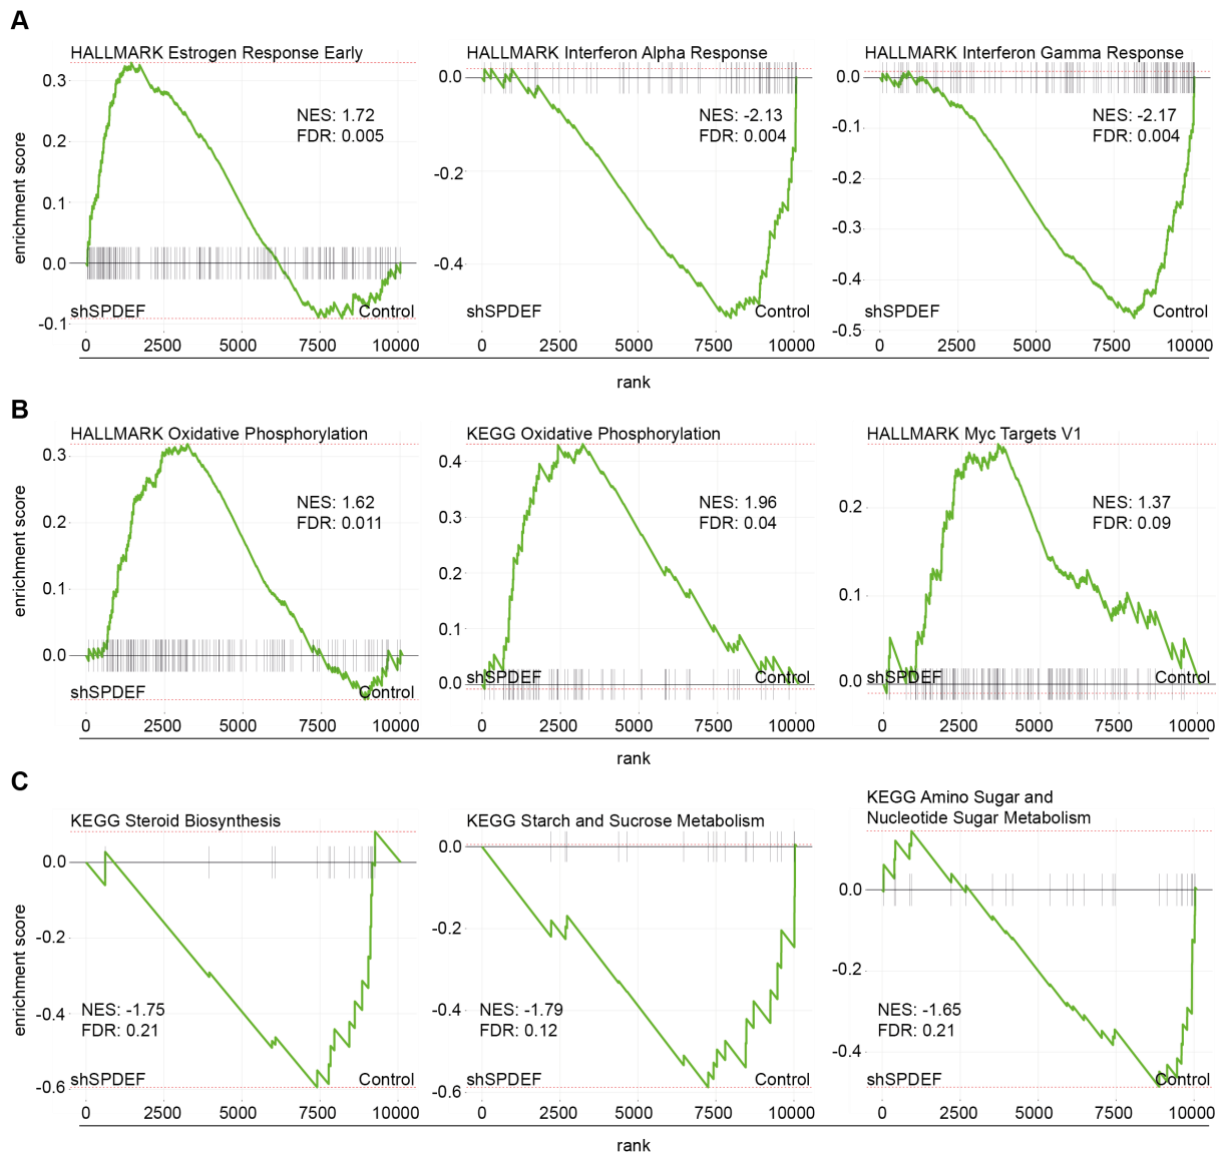 A
HALLMARK Estrogen Response Early
HALLMARK Interferon Alpha Response
HALLMARK Interferon Gamma Response
enrichment score
0.3
0.2
0.1
0.0
-0.1
NES: 1.72
FDR: 0.005
shSPDEF
Control
0 2500 5000 7500 10000
0.0
-0.2
-0.4
NES: -2.13
FDR: 0.004
shSPDEF
Control
0 2500 5000 7500 10000
0.0
-0.1
-0.2
-0.3
-0.4
-0.5
NES: -2.17
FDR: 0.004
shSPDEF
Control
0 2500 5000 7500 10000
rank
B
HALLMARK Oxidative Phosphorylation
KEGG Oxidative Phosphorylation
HALLMARK Myc Targets V1
enrichment score
0.3
0.2
0.1
0.0
NES: 1.62
FDR: 0.011
shSPDEF
Control
0 2500 5000 7500 10000
0.4
0.3
0.2
0.1
0.0
NES: 1.96
FDR: 0.04
shSPDEF
Control
0 2500 5000 7500 10000
0.2
0.1
0.0
NES: 1.37
FDR: 0.09
shSPDEF
Control
0 2500 5000 7500 10000
rank
C
KEGG Steroid Biosynthesis
KEGG Starch and Sucrose Metabolism
KEGG Amino Sugar and
Nucleotide Sugar Metabolism
enrichment score
0.0
-0.2
-0.4
-0.6
NES: -1.75
FDR: 0.21
shSPDEF
Control
0 2500 5000 7500 10000
0.0
-0.2
-0.4
-0.6
NES: -1.79
FDR: 0.12
shSPDEF
Control
0 2500 5000 7500 10000
0.0
-0.2
-0.4
NES: -1.65
FDR: 0.21
shSPDEF
Control
0 2500 5000 7500 10000
rank